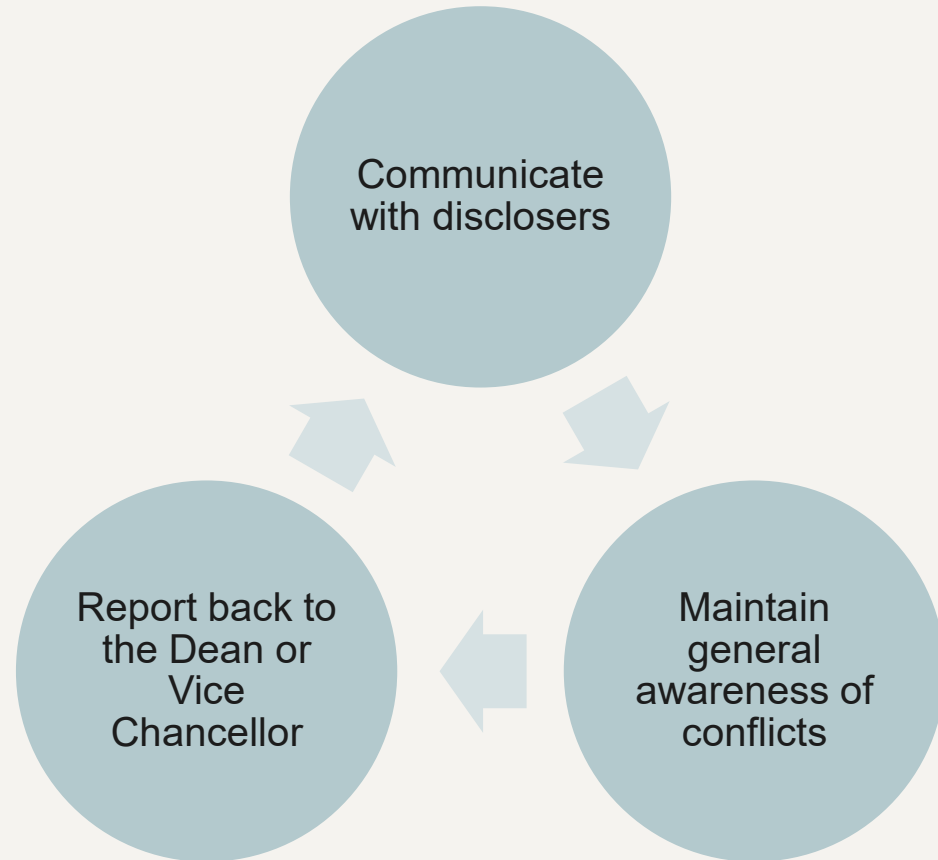 Communicate
with disclosers
Maintain
general
awareness of
conflicts
Report back to
the Dean or
Vice
Chancellor